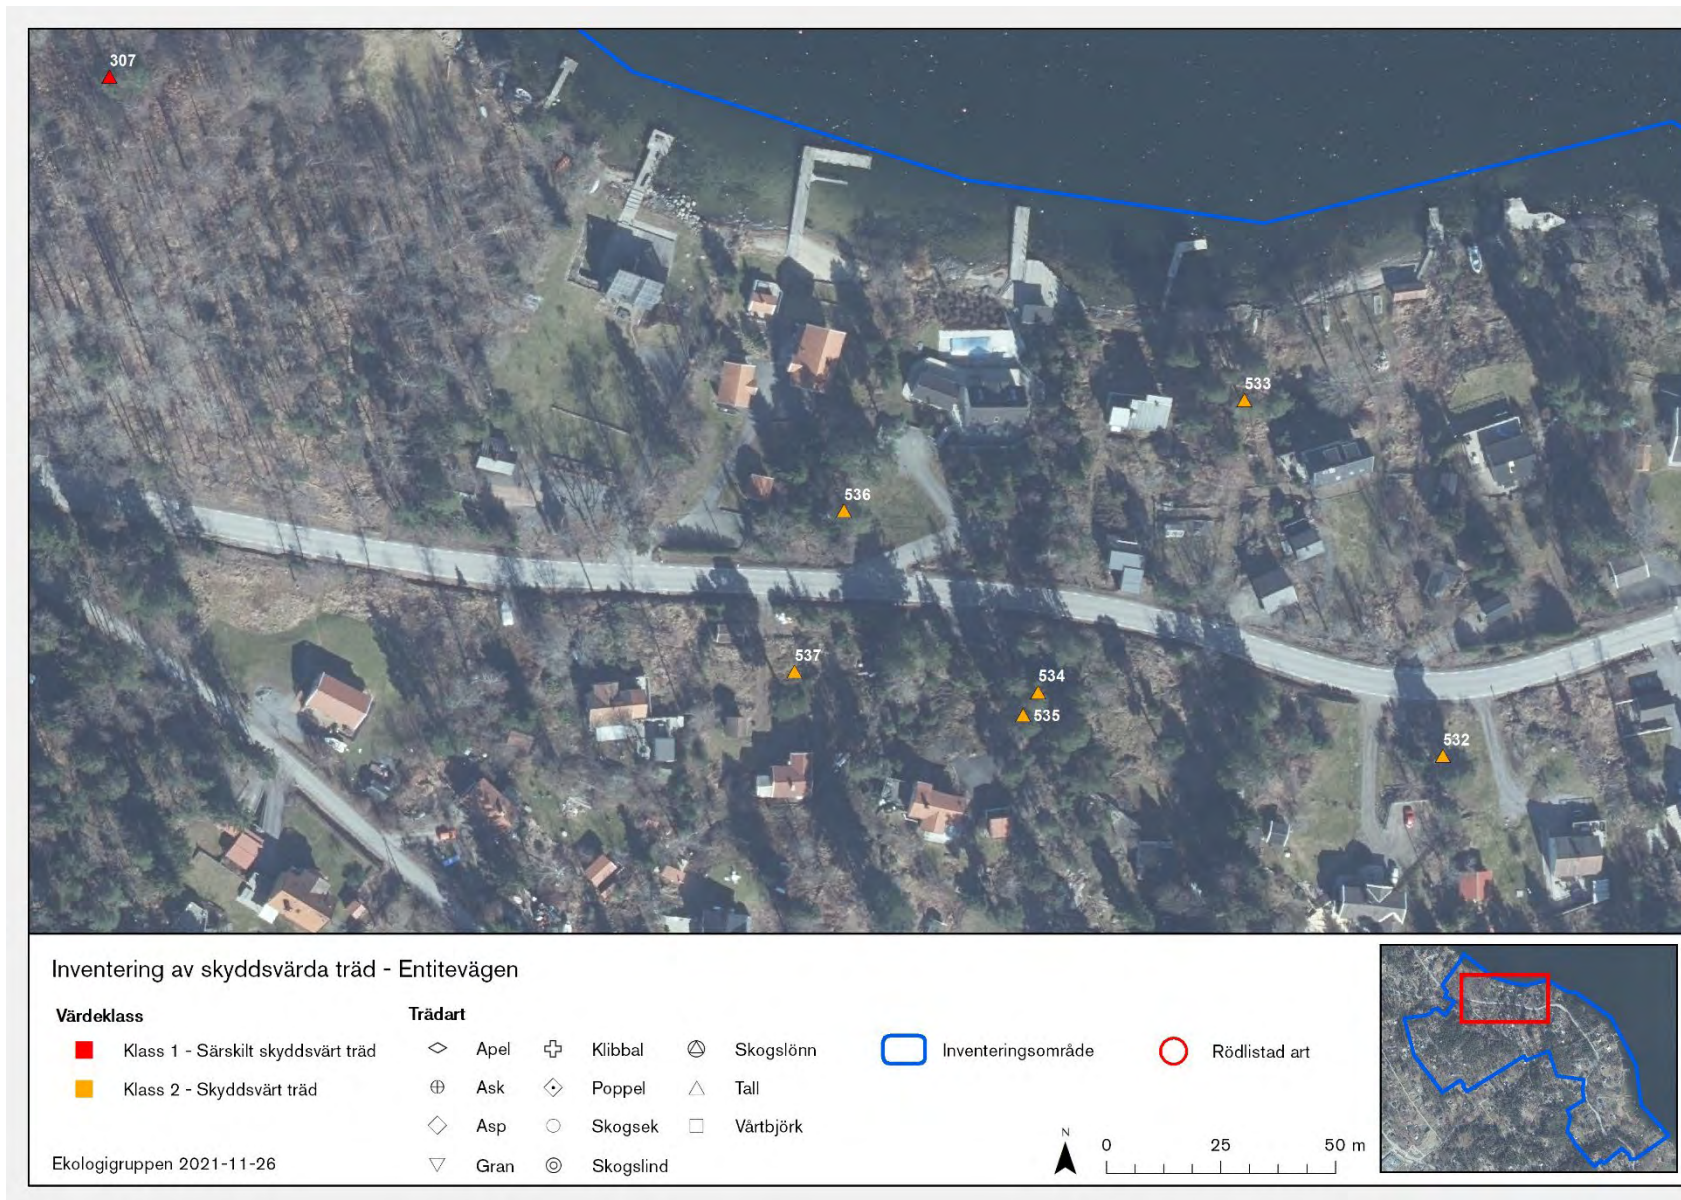 307
533
536
537
534
535
532
Inventering av skyddsvärda träd - Entitevägen
Värdeklass
Klass 1 - Särskilt skyddsvärt träd
Klass 2 - Skyddsvärt träd
Trädart
Apel
Ask
Asp
Gran
Klibbal
Poppel
Skogsek
Skogslind
Skogslönn
Tall
Vårtbjörk
Inventeringsområde
Rödlistad art
N
0 25 50 m
Ekologigruppen 2021-11-26